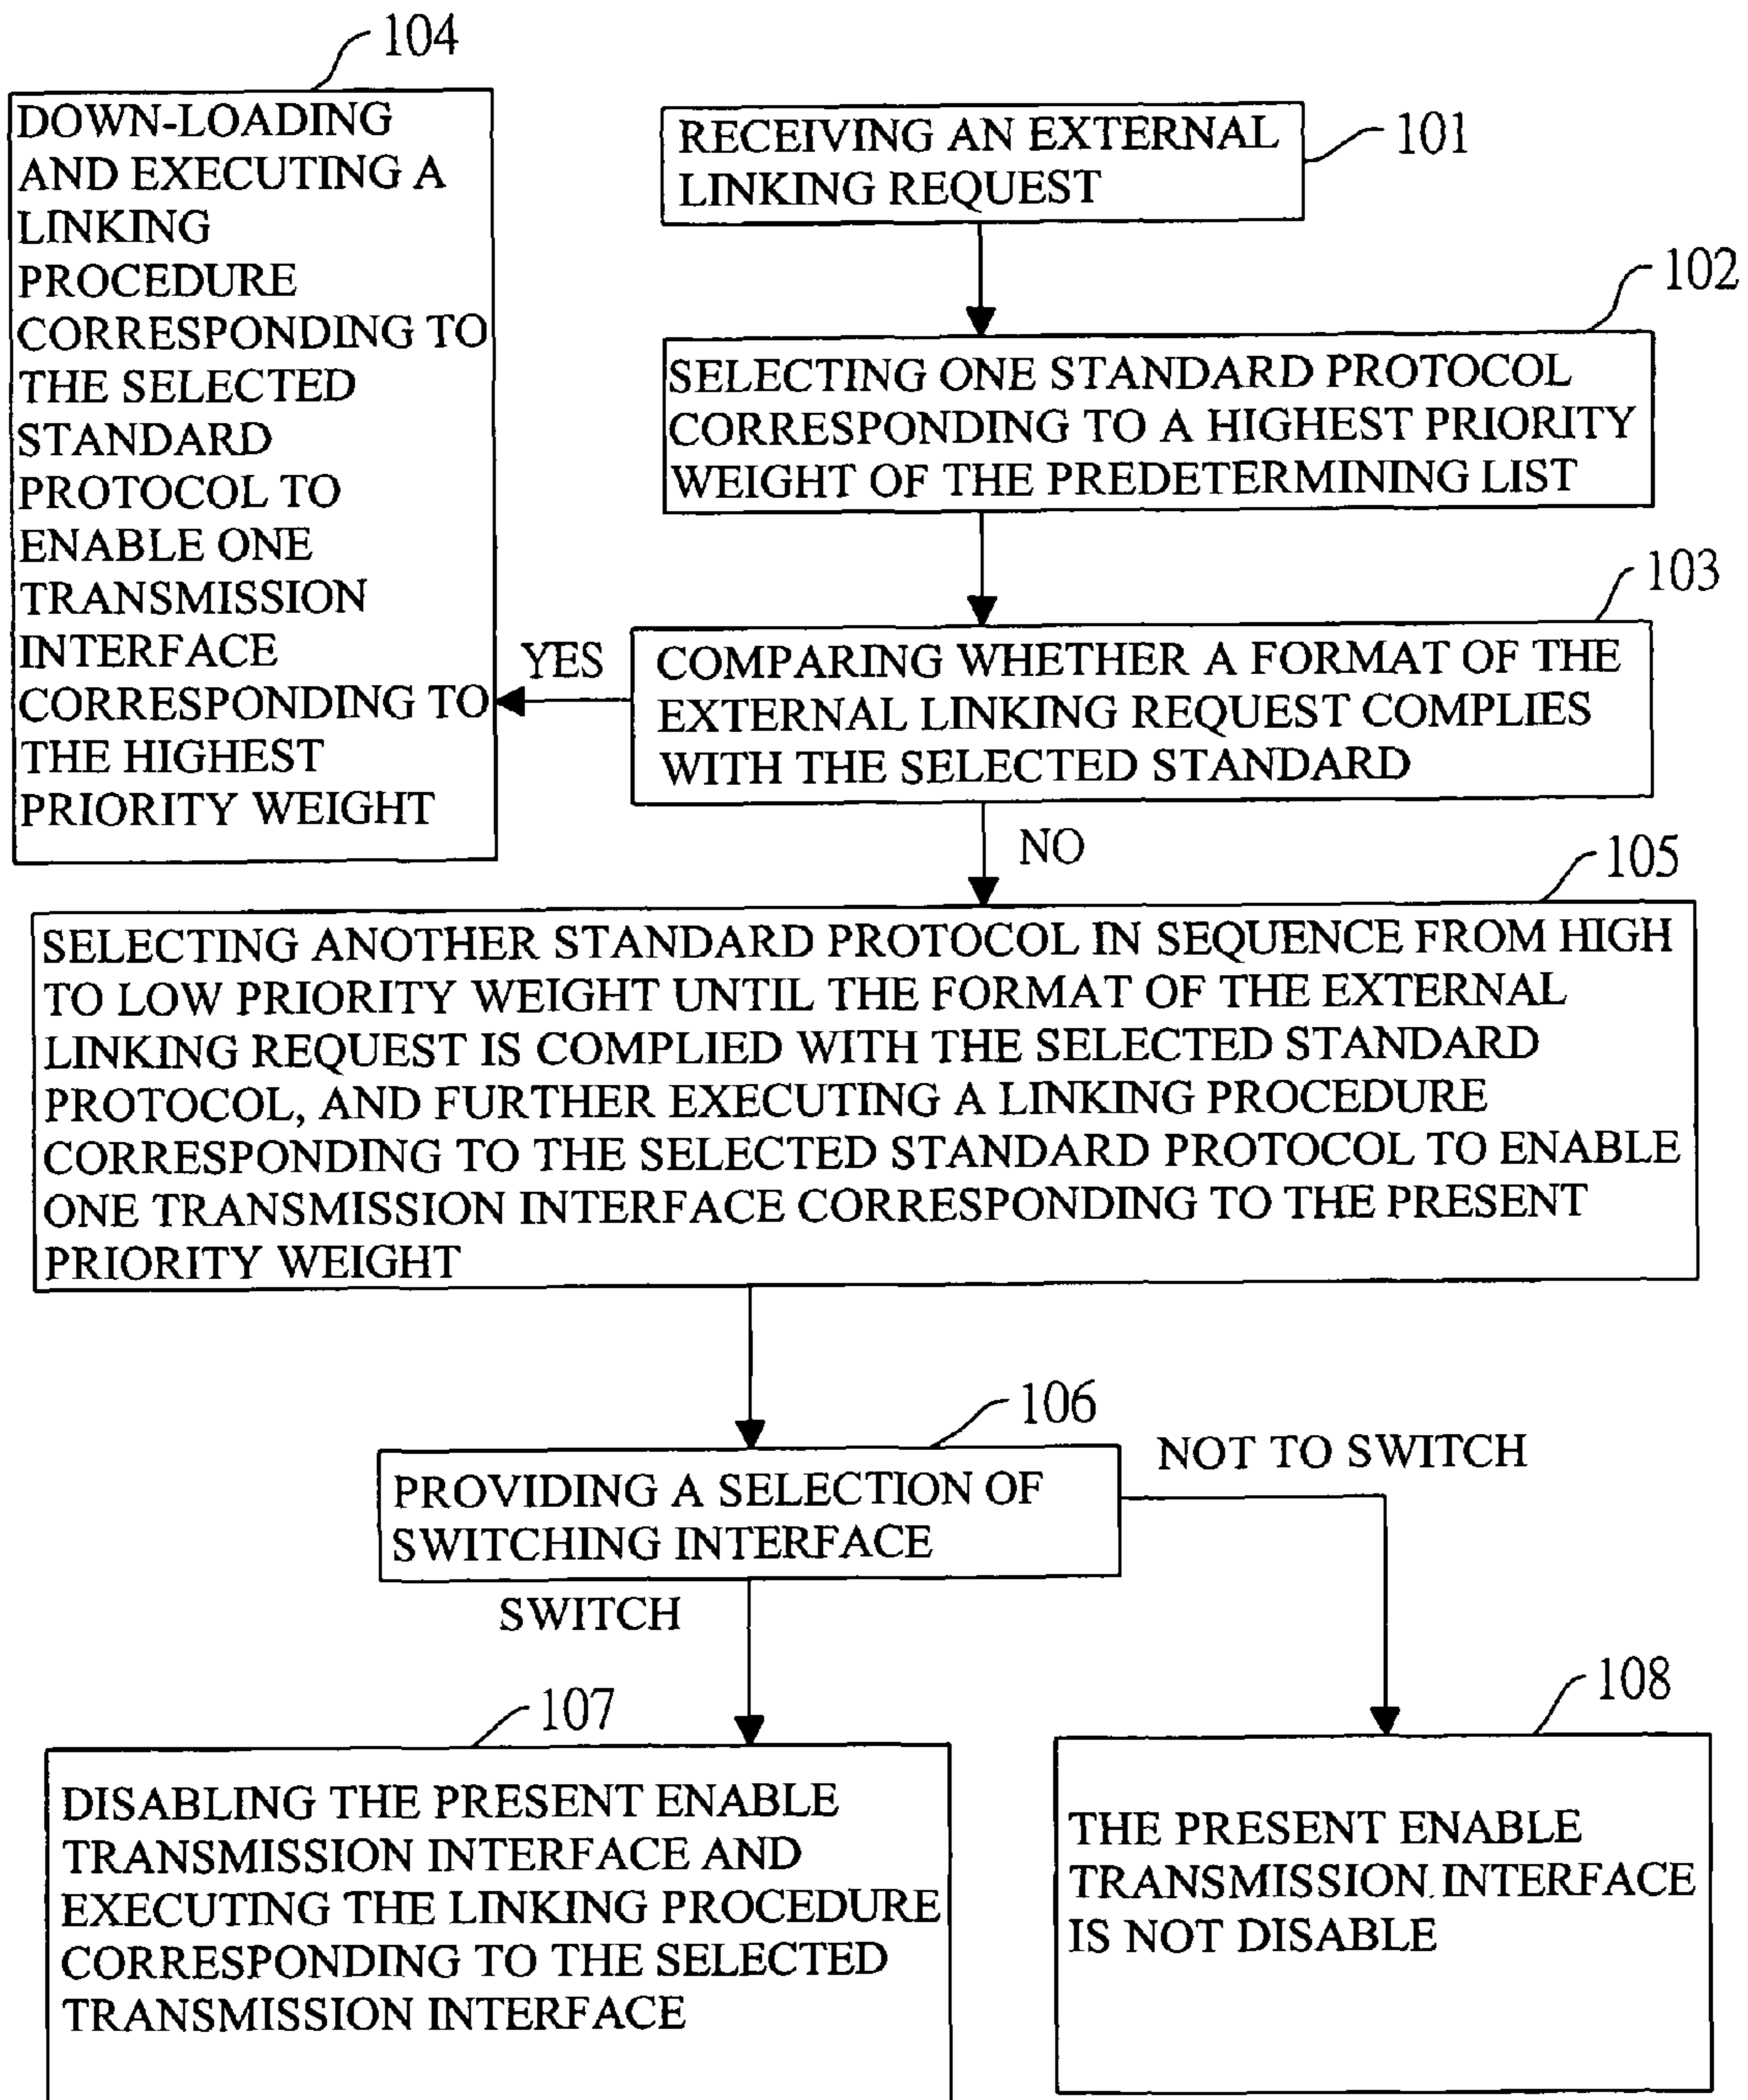 104
DOWN-LOADING
AND EXECUTING A
LINKING
PROCEDURE
CORRESPONDING TO
THE SELECTED
STANDARD
PROTOCOL TO
ENABLE ONE
TRANSMISSION
INTERFACE
CORRESPONDING TO
THE HIGHEST
PRIORITY WEIGHT
101
RECEIVING AN EXTERNAL
LINKING REQUEST
102
SELECTING ONE STANDARD PROTOCOL
CORRESPONDING TO A HIGHEST PRIORITY
WEIGHT OF THE PREDETERMINING LIST
103
COMPARING WHETHER A FORMAT OF THE
EXTERNAL LINKING REQUEST COMPLIES
WITH THE SELECTED STANDARD
YES
NO
105
SELECTING ANOTHER STANDARD PROTOCOL IN SEQUENCE FROM HIGH
TO LOW PRIORITY WEIGHT UNTIL THE FORMAT OF THE EXTERNAL
LINKING REQUEST IS COMPLIED WITH THE SELECTED STANDARD
PROTOCOL, AND FURTHER EXECUTING A LINKING PROCEDURE
CORRESPONDING TO THE SELECTED STANDARD PROTOCOL TO ENABLE
ONE TRANSMISSION INTERFACE CORRESPONDING TO THE PRESENT
PRIORITY WEIGHT
106
PROVIDING A SELECTION OF
SWITCHING INTERFACE
NOT TO SWITCH
SWITCH
107
DISABLING THE PRESENT ENABLE
TRANSMISSION INTERFACE AND
EXECUTING THE LINKING PROCEDURE
CORRESPONDING TO THE SELECTED
TRANSMISSION INTERFACE
108
THE PRESENT ENABLE
TRANSMISSION INTERFACE
IS NOT DISABLE